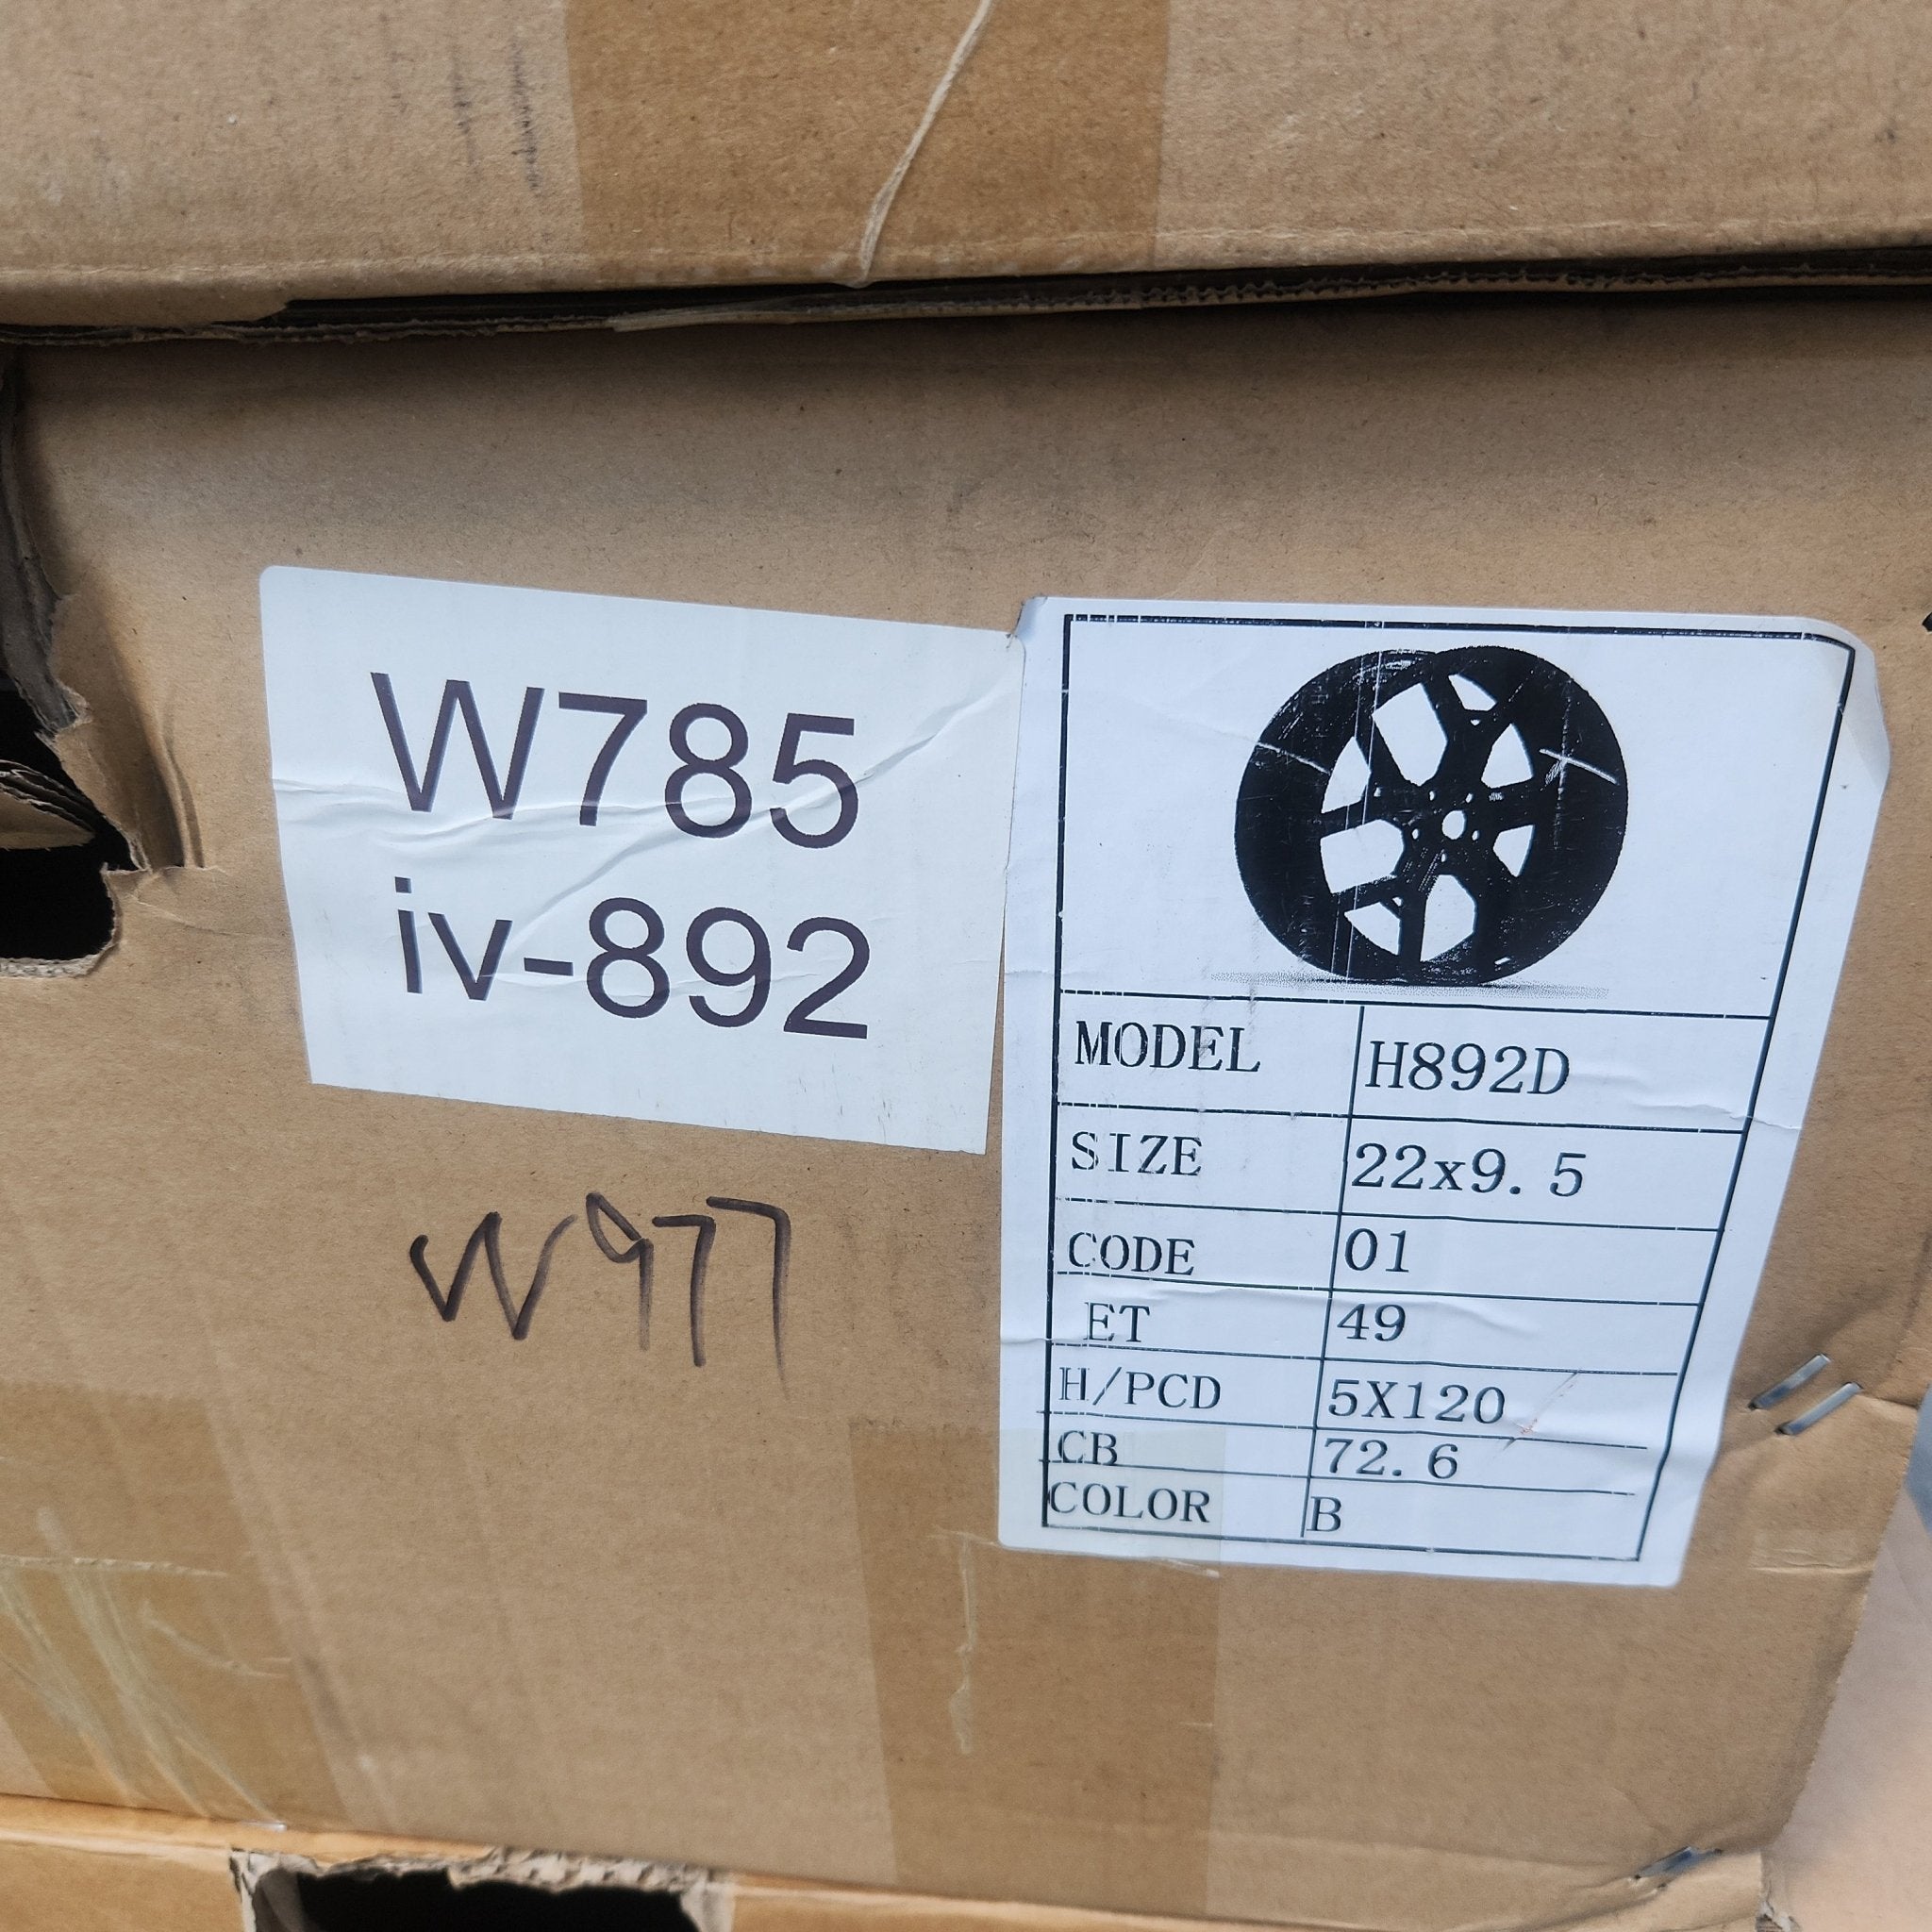 W785
iv-892
W977
MODEL H892D
SIZE 22x9.5
CODE 01
ET 49
H/PCD 5X120
CB 72.6
COLOR B